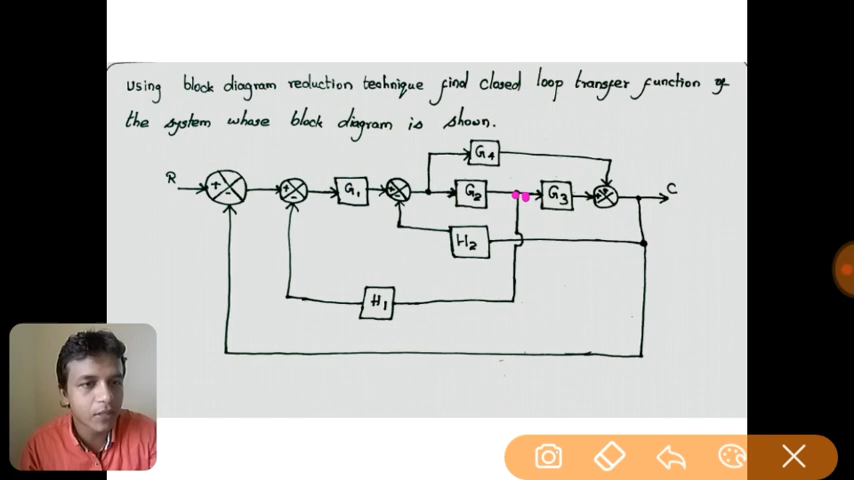 Using block diagram reduction technique find closed loop transfer function of
the system whose block diagram is shown.
G4
R + - + - G1 + - G2 G3 + + C
H2
H1